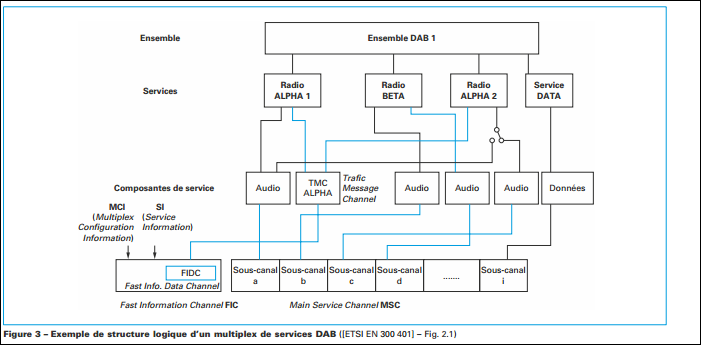 Ensemble
Ensemble DAB 1
Services
Radio
ALPHA 1
Radio
BETA
Radio
ALPHA 2
Service
DATA
Composantes de service
Audio
TMC
ALPHA
Trafic
Message
Channel
Audio
Audio
Audio
Données
MCI
(Multiplex
Configuration
Information)
SI
(Service
Information)
FIDC
Fast Info. Data Channel
Sous-canal
a
Sous-canal
b
Sous-canal
c
Sous-canal
d
.......
Sous-canal
i
Fast Information Channel FIC
Main Service Channel MSC
Figure 3 – Exemple de structure logique d'un multiplex de services DAB ([ETSI EN 300 401] – Fig. 2.1)